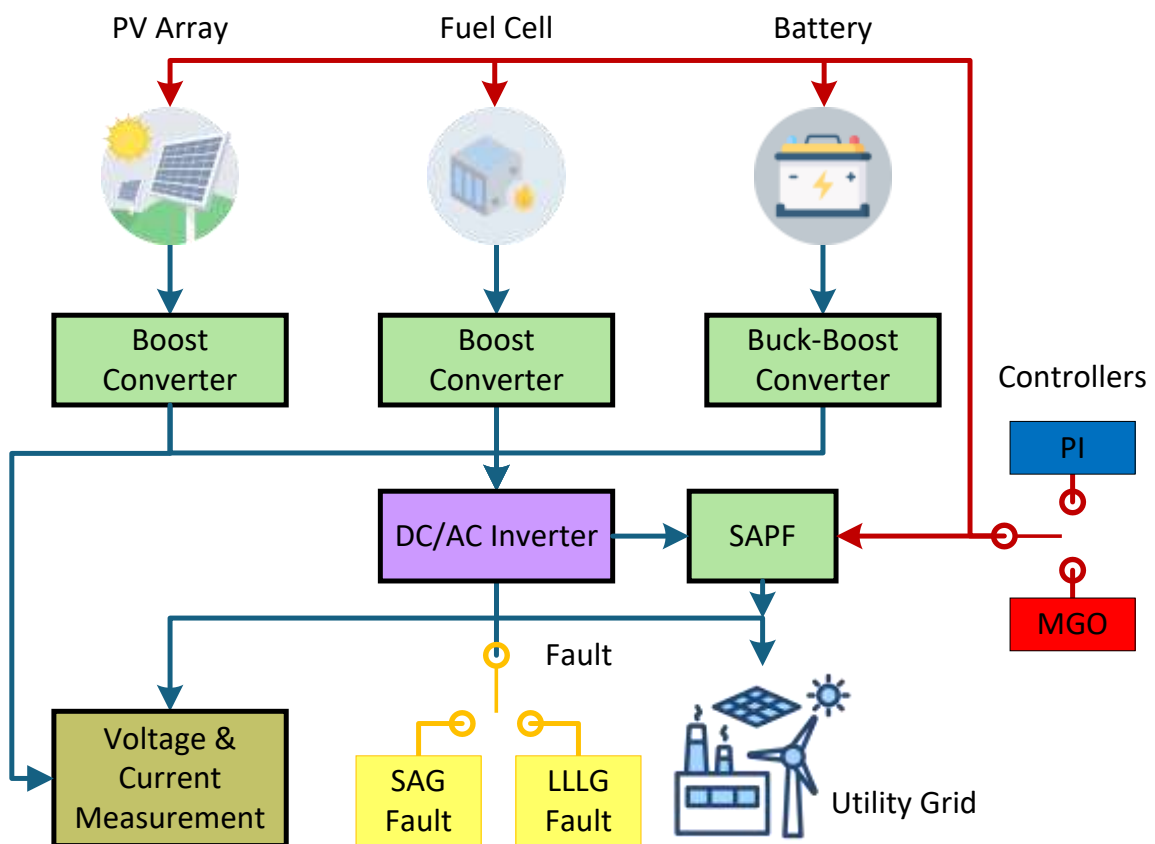 PV Array
Fuel Cell
Battery
Boost
Converter
Boost
Converter
Buck-Boost
Converter
Controllers
PI
DC/AC Inverter
SAPF
MGO
Fault
Voltage &
Current
Measurement
SAG
Fault
LLLG
Fault
Utility Grid